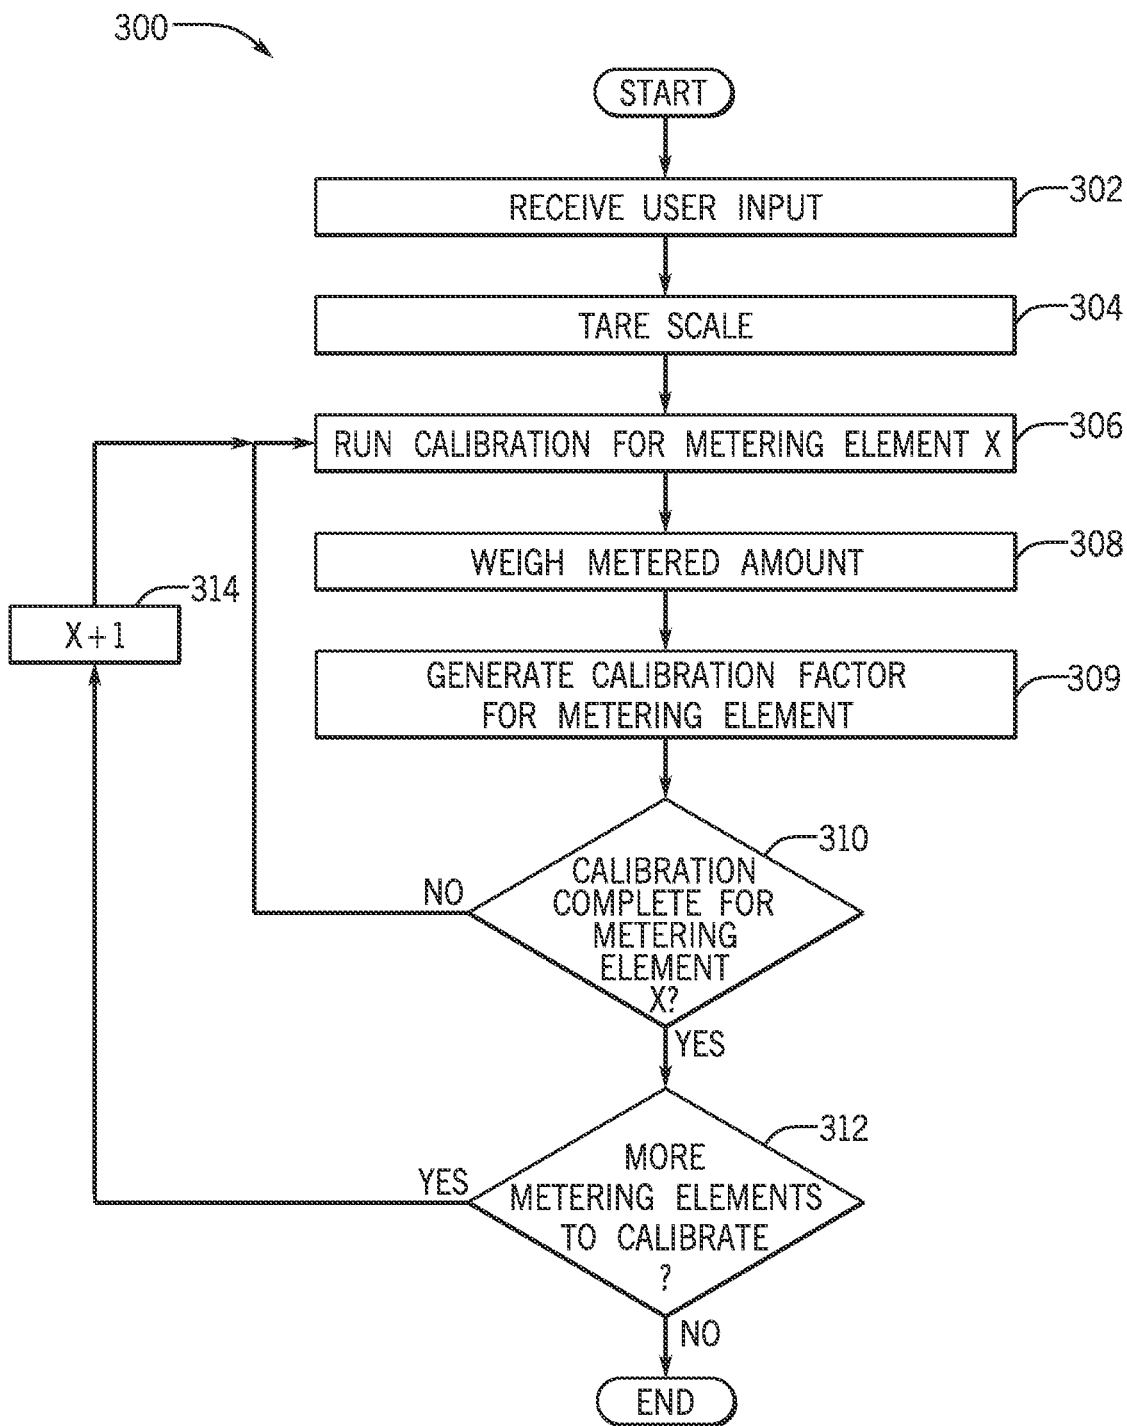 300
START
RECEIVE USER INPUT
302
TARE SCALE
304
RUN CALIBRATION FOR METERING ELEMENT X
306
WEIGH METERED AMOUNT
308
X+1
314
GENERATE CALIBRATION FACTOR
FOR METERING ELEMENT
309
CALIBRATION
COMPLETE FOR
METERING
ELEMENT
X?
310
NO
YES
MORE
METERING ELEMENTS
TO CALIBRATE
?
312
YES
NO
END